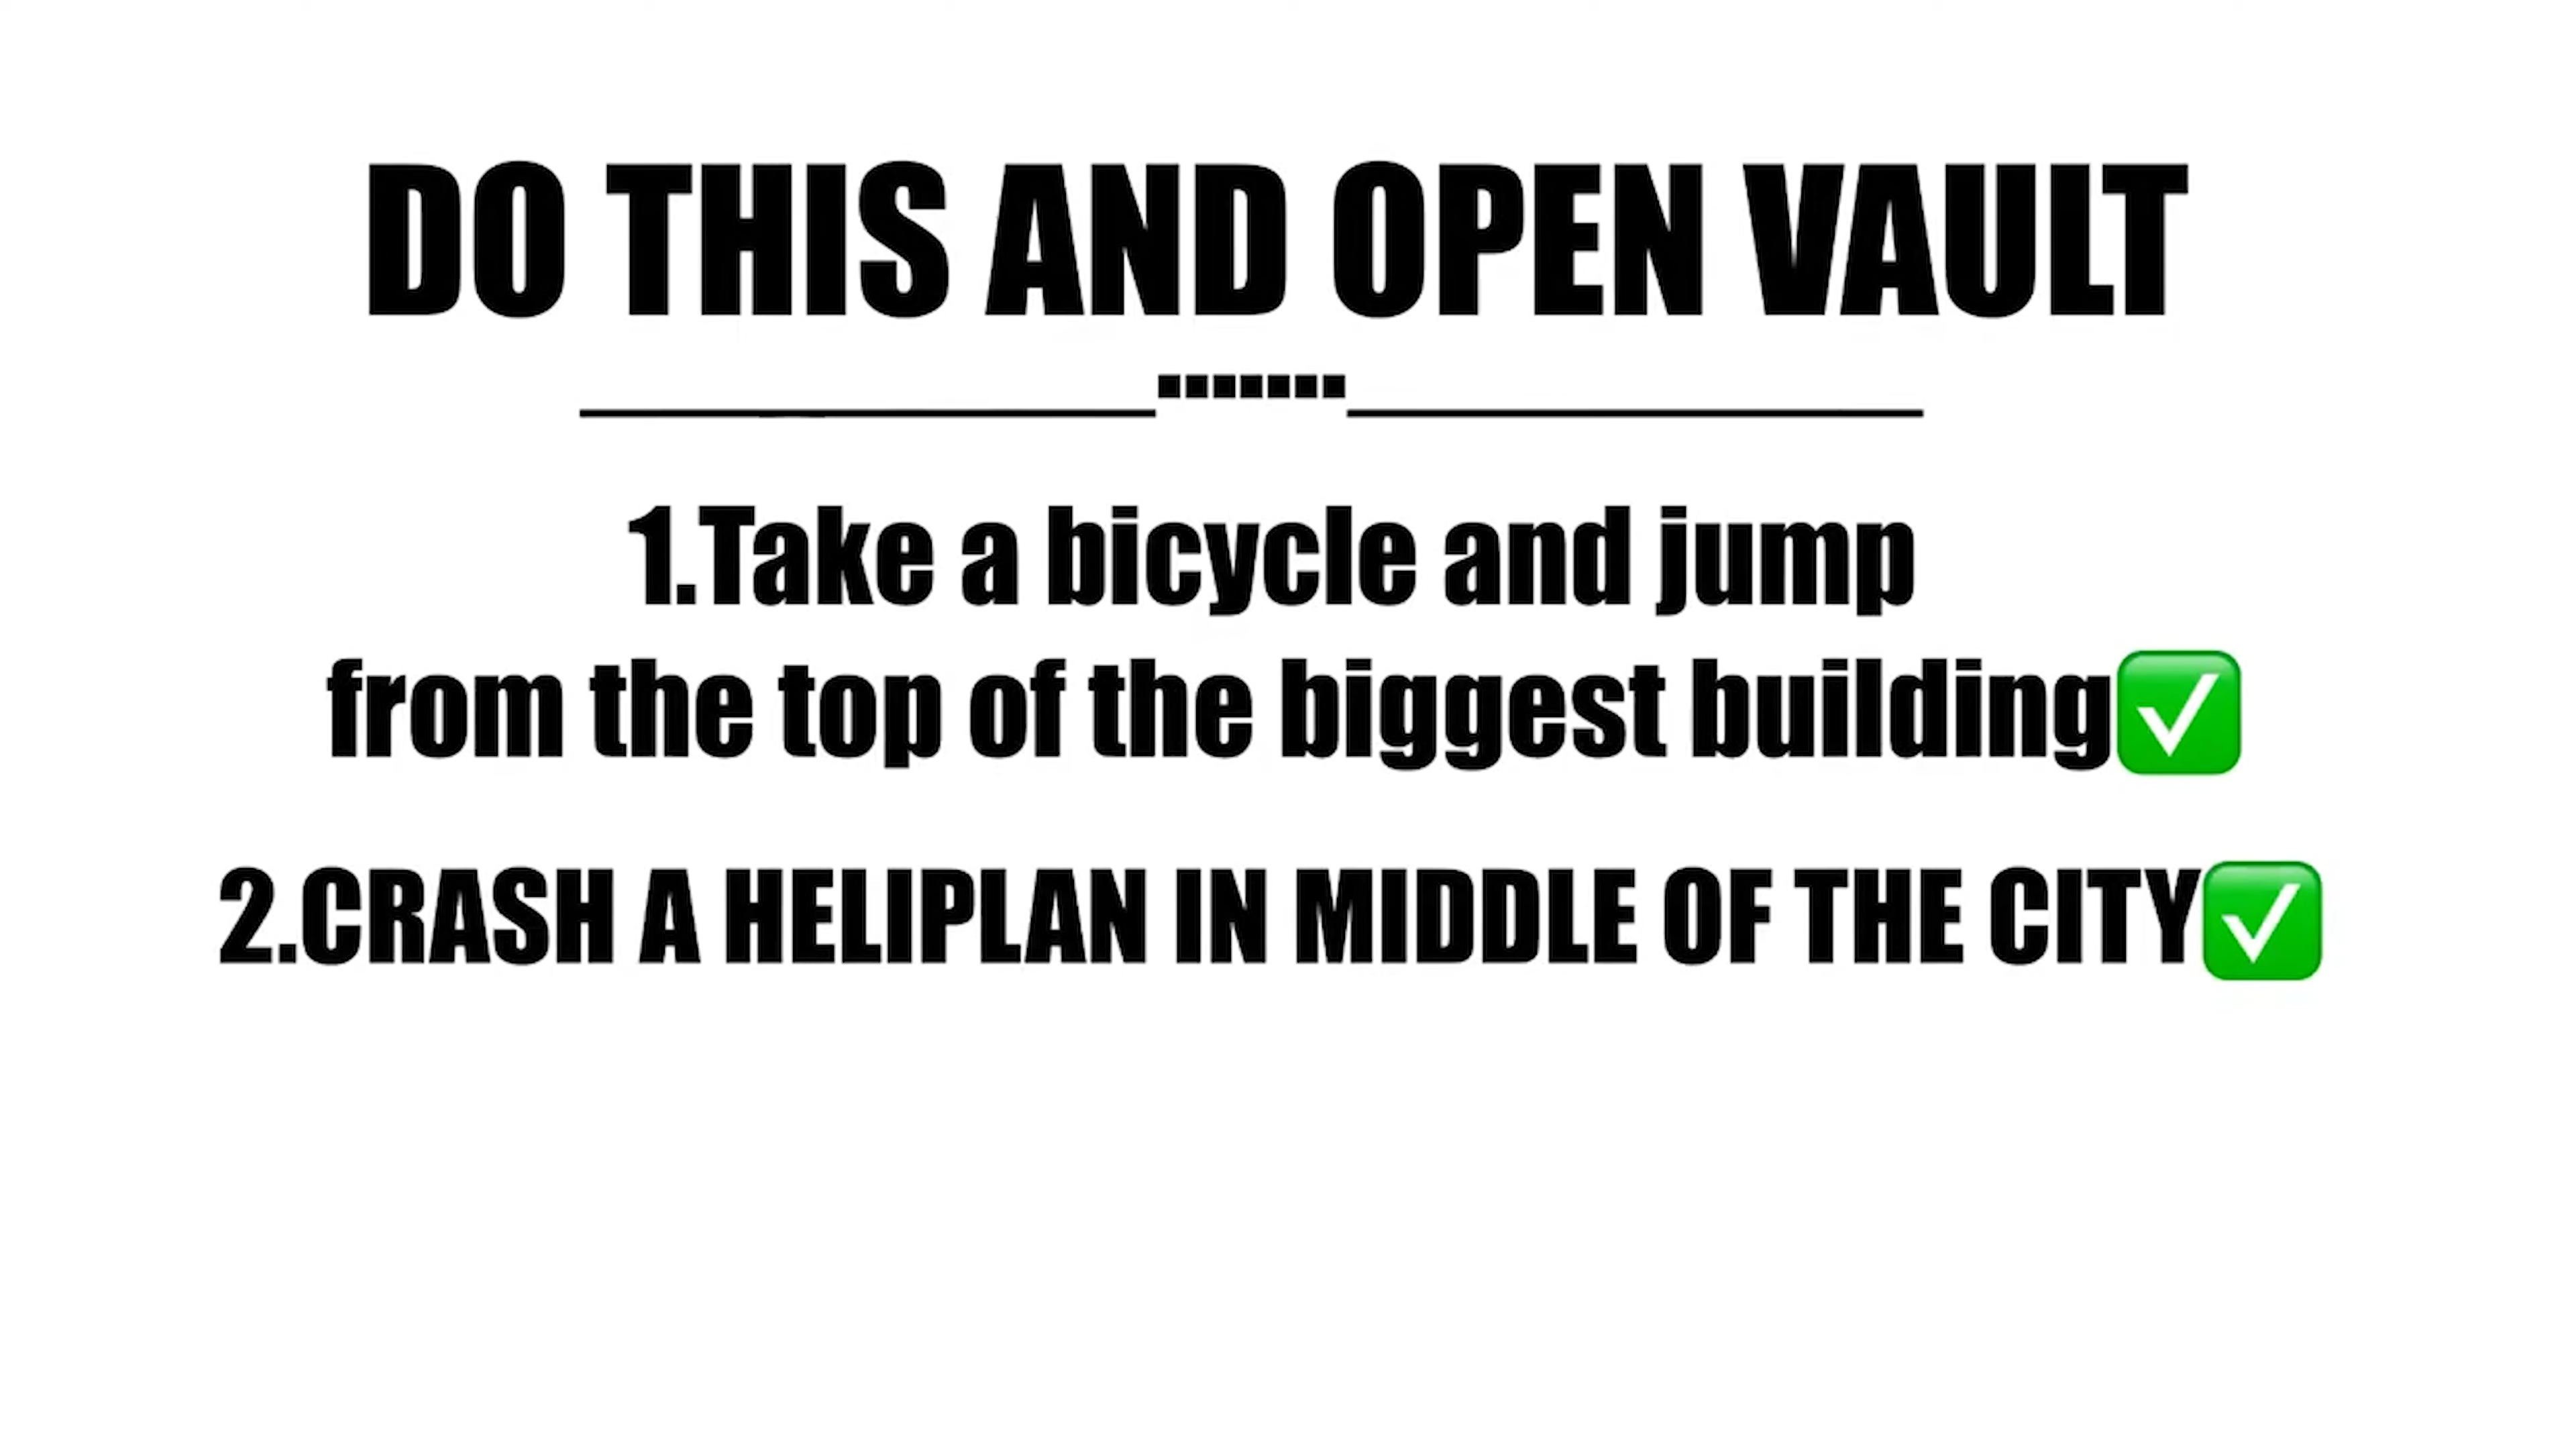 DO THIS AND OPEN VAULT
1.Take a bicycle and jump
from the top of the biggest building✅
2.CRASH A HELIPLAN IN MIDDLE OF THE CITY✅